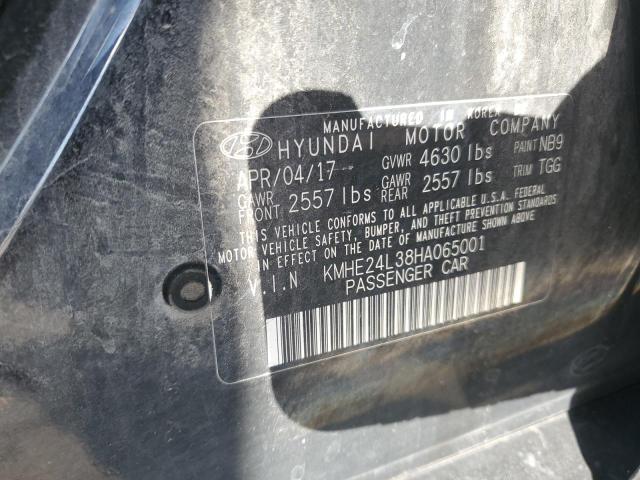 MANUFACTURED IN KOREA
HYUNDAI MOTOR COMPANY
APR/04/17 GVWR 4630 lbs PAINT NB9
GAWR FRONT 2557 lbs GAWR REAR 2557 lbs TRIM TGG
THIS VEHICLE CONFORMS TO ALL APPLICABLE U.S.A. FEDERAL
MOTOR VEHICLE SAFETY, BUMPER, AND THEFT PREVENTION STANDARDS
IN EFFECT ON THE DATE OF MANUFACTURE SHOWN ABOVE.
V.I.N KMHE24L38HA065001
PASSENGER CAR